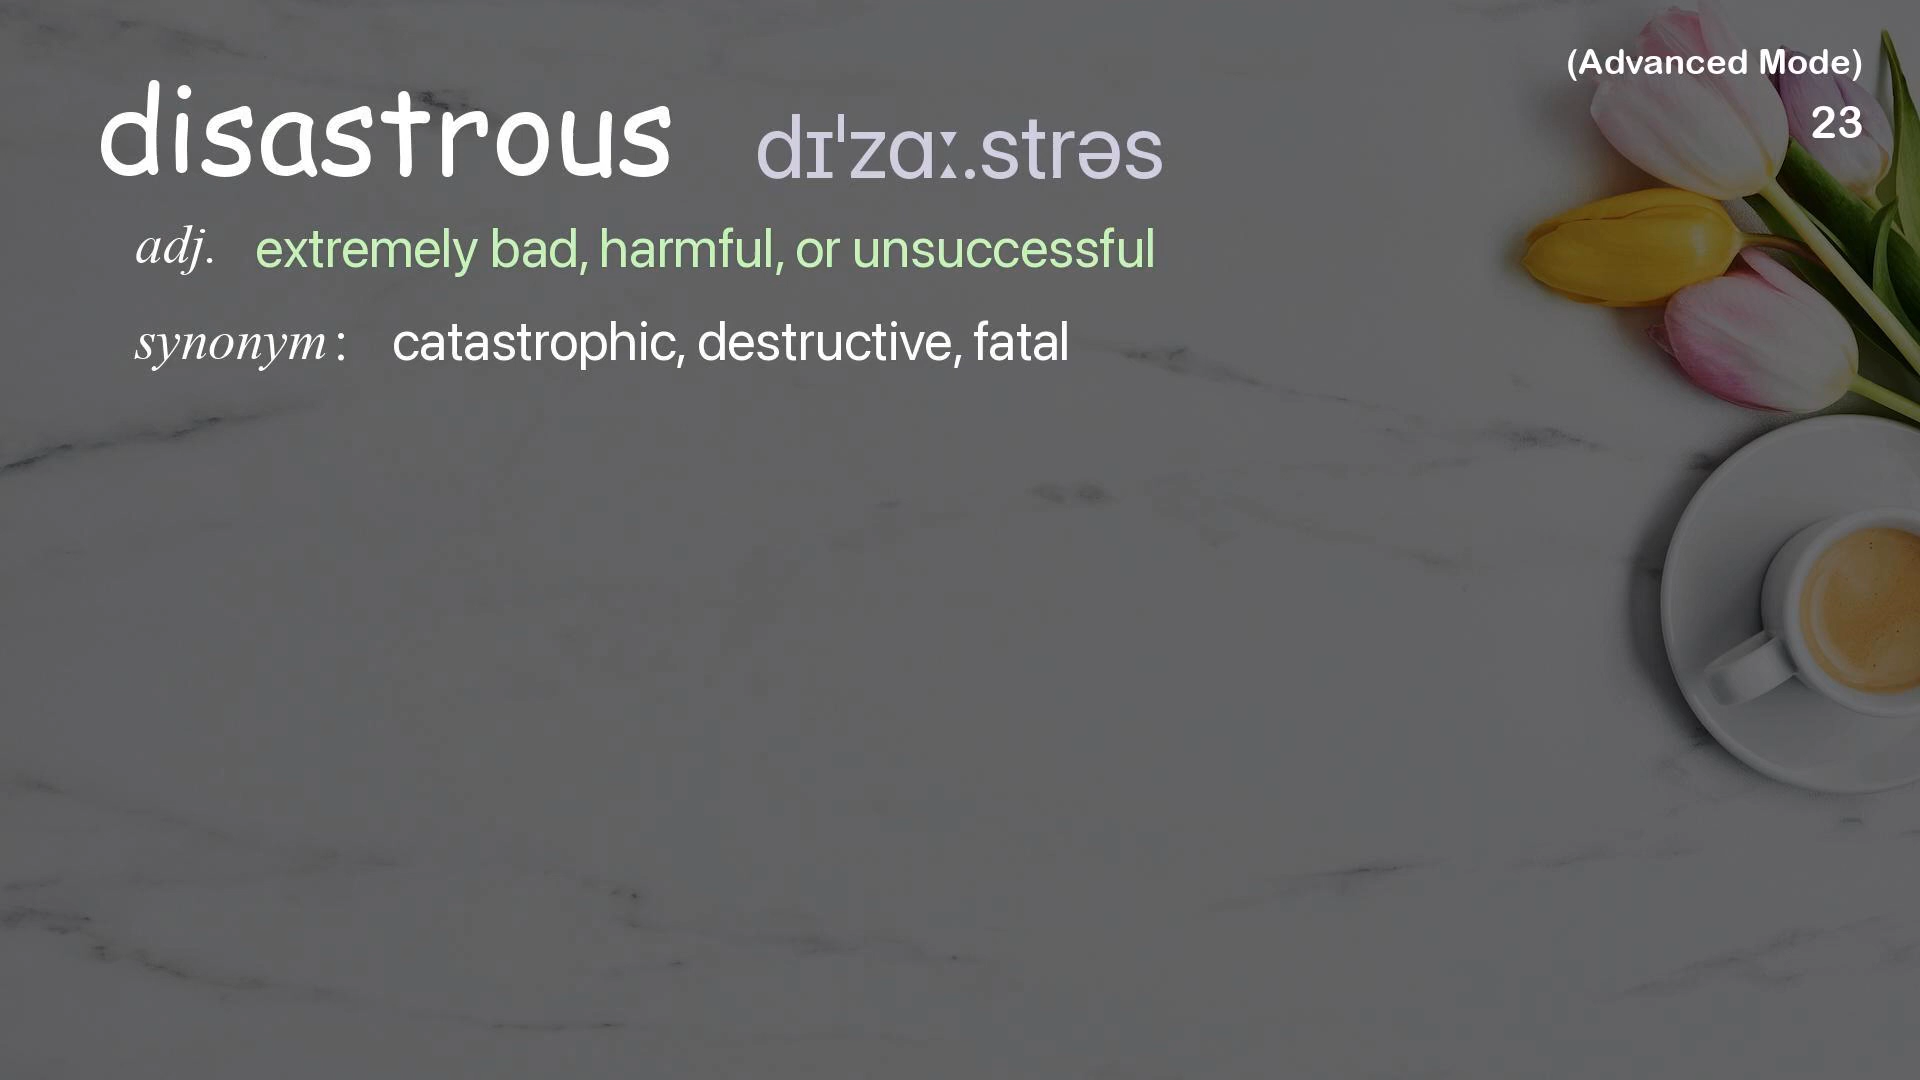 (Advanced Mode)
23
disastrous dɪˈzɑː.strəs
adj. extremely bad, harmful, or unsuccessful
synonym : catastrophic, destructive, fatal